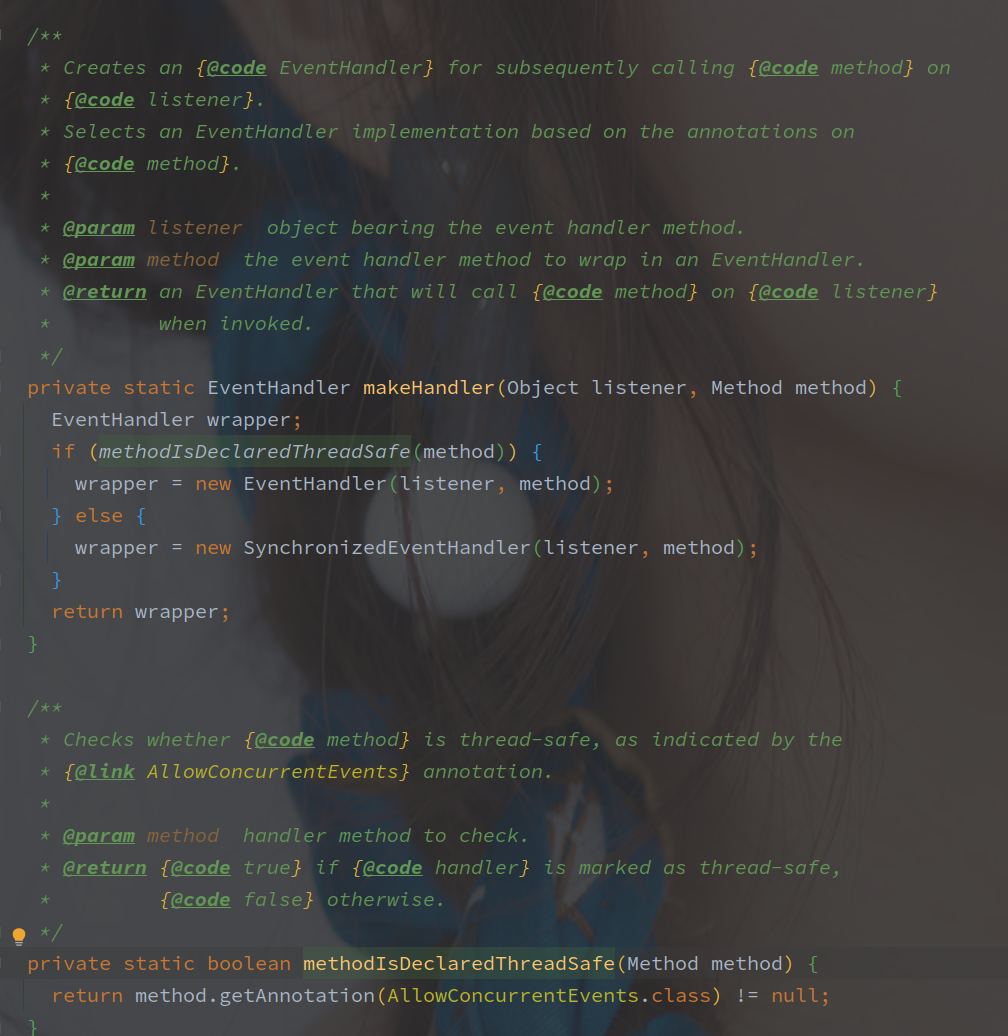 /**
 * Creates an {@code EventHandler} for subsequently calling {@code method} on
 * {@code listener}.
 * Selects an EventHandler implementation based on the annotations on
 * {@code method}.
 *
 * @param listener  object bearing the event handler method.
 * @param method  the event handler method to wrap in an EventHandler.
 * @return an EventHandler that will call {@code method} on {@code listener}
 *         when invoked.
 */
private static EventHandler makeHandler(Object listener, Method method) {
  EventHandler wrapper;
  if (methodIsDeclaredThreadSafe(method)) {
    wrapper = new EventHandler(listener, method);
  } else {
    wrapper = new SynchronizedEventHandler(listener, method);
  }
  return wrapper;
}

/**
 * Checks whether {@code method} is thread-safe, as indicated by the
 * {@link AllowConcurrentEvents} annotation.
 *
 * @param method  handler method to check.
 * @return {@code true} if {@code handler} is marked as thread-safe,
 *         {@code false} otherwise.
 */
private static boolean methodIsDeclaredThreadSafe(Method method) {
  return method.getAnnotation(AllowConcurrentEvents.class) != null;
}